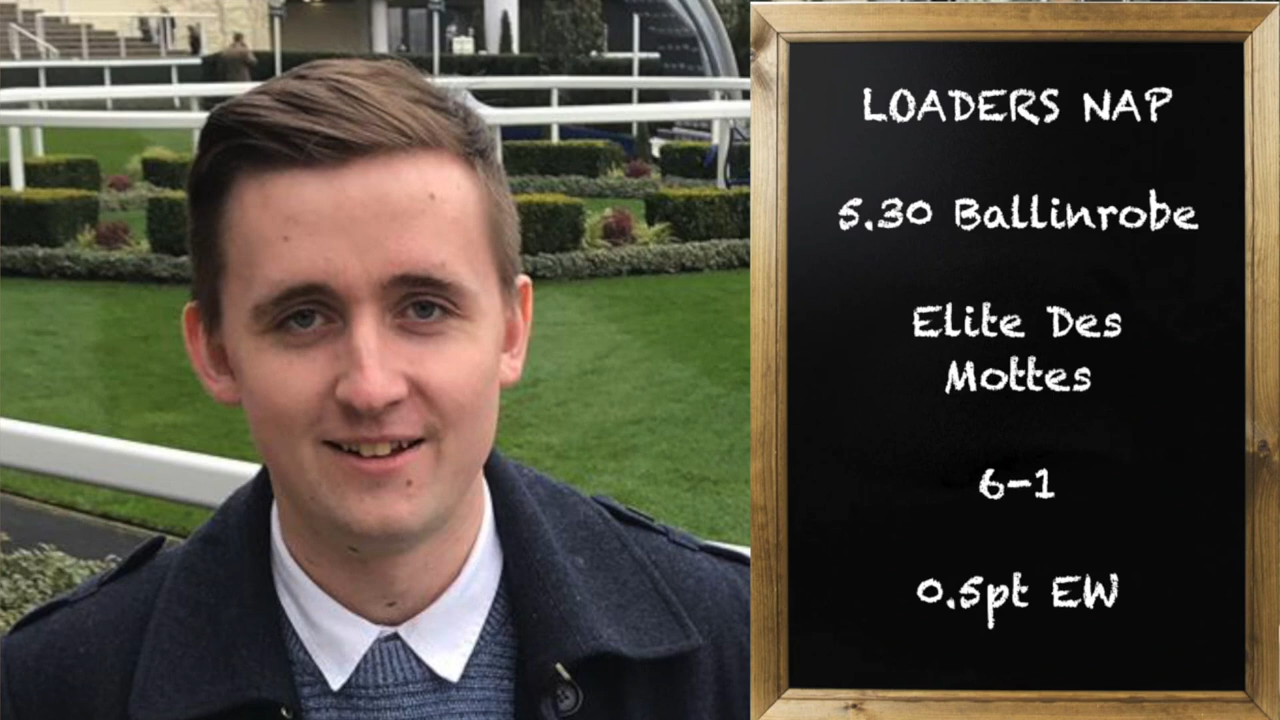 LOADERS NAP
5.30 Ballinrobe
Elite Des
Mottes
6-1
0.5pt EW